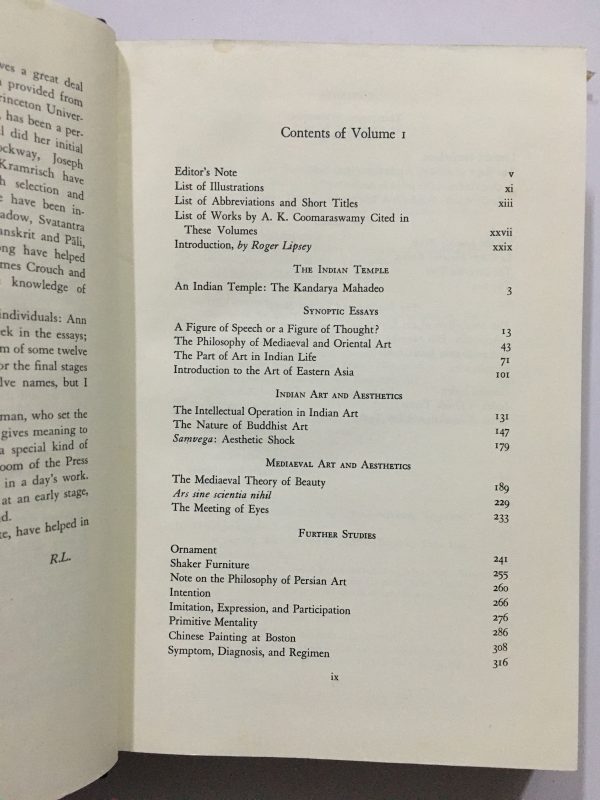 ves a great deal
provided from
rinceton Univer-
, has been a per-
l did her initial
ockway, Joseph
Kramrisch have
h selection and
e have been in-
adow, Svatantra
anskrit and Pāli,
ong have helped
mes Crouch and
knowledge of
individuals: Ann
ek in the essays;
m of some twelve
or the final stages
lve names, but I
man, who set the
gives meaning to
a special kind of
oom of the Press
in a day's work.
at an early stage,
d.
te, have helped in
R.L.
Contents of Volume 1
Editor's Note v
List of Illustrations xi
List of Abbreviations and Short Titles xiii
List of Works by A. K. Coomaraswamy Cited in
These Volumes xxvii
Introduction, by Roger Lipsey xxix
The Indian Temple
An Indian Temple: The Kandarya Mahadeo 3
Synoptic Essays
A Figure of Speech or a Figure of Thought? 13
The Philosophy of Mediaeval and Oriental Art 43
The Part of Art in Indian Life 71
Introduction to the Art of Eastern Asia 101
Indian Art and Aesthetics
The Intellectual Operation in Indian Art 131
The Nature of Buddhist Art 147
Samvega: Aesthetic Shock 179
Mediaeval Art and Aesthetics
The Mediaeval Theory of Beauty 189
Ars sine scientia nihil 229
The Meeting of Eyes 233
Further Studies
Ornament 241
Shaker Furniture 255
Note on the Philosophy of Persian Art 260
Intention 266
Imitation, Expression, and Participation 276
Primitive Mentality 286
Chinese Painting at Boston 308
Symptom, Diagnosis, and Regimen 316
ix